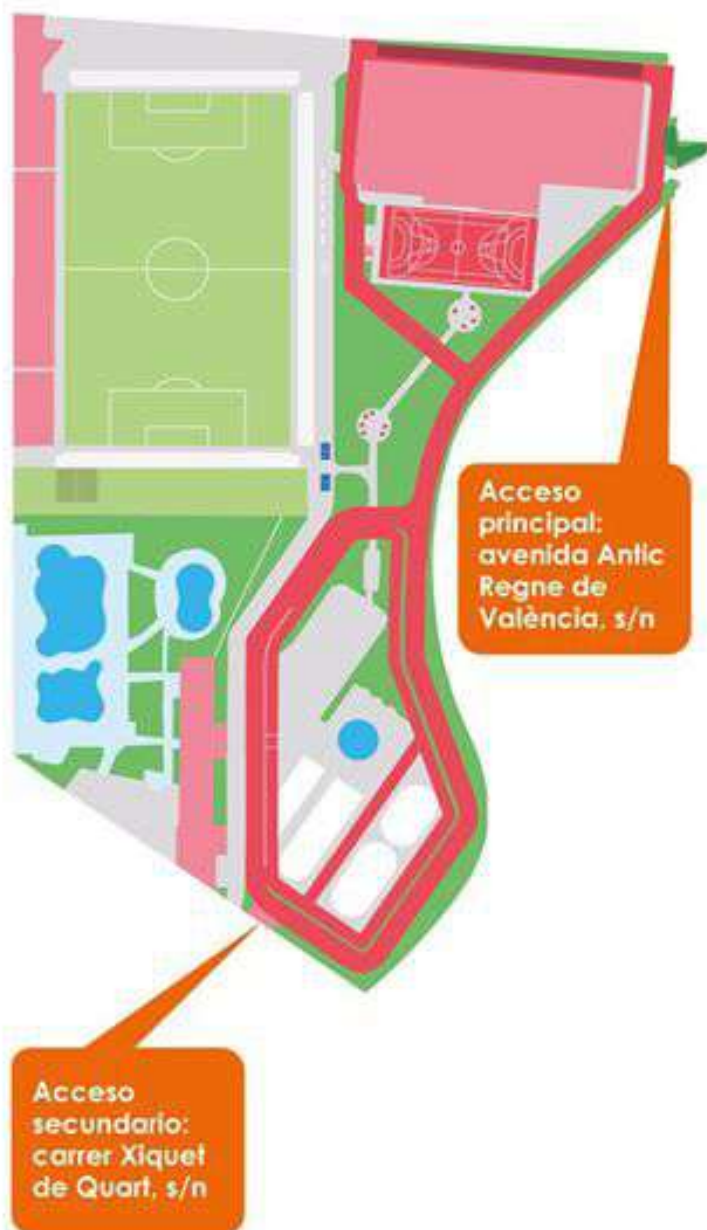 Acceso
principal:
avenida Antic
Regne de
València, s/n
Acceso
secundario:
carrer Xiquet
de Quart, s/n